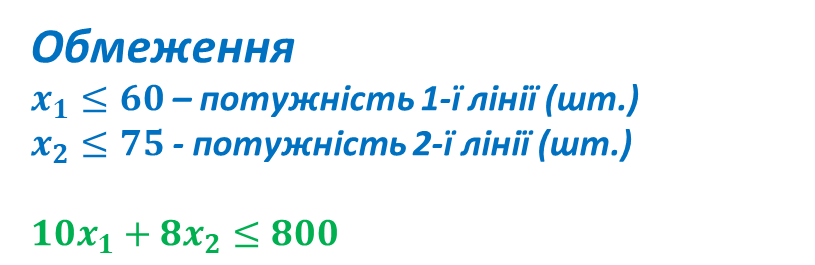 Обмеження
x₁ ≤ 60 – потужність 1-ї лінії (шт.)
x₂ ≤ 75 - потужність 2-ї лінії (шт.)
10x₁ + 8x₂ ≤ 800